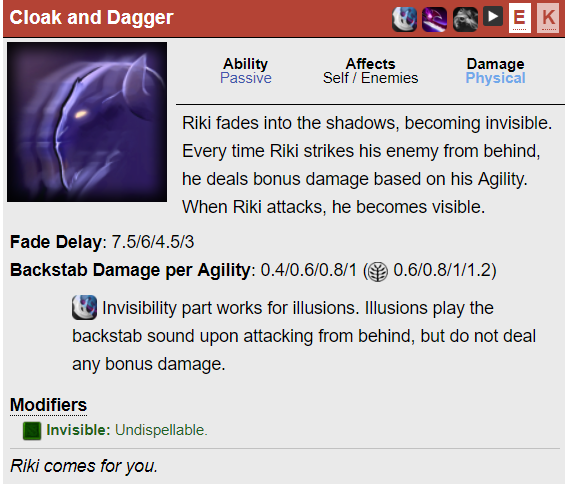 Cloak and Dagger E K
Ability Affects Damage
Passive Self / Enemies Physical
Riki fades into the shadows, becoming invisible.
Every time Riki strikes his enemy from behind,
he deals bonus damage based on his Agility.
When Riki attacks, he becomes visible.
Fade Delay: 7.5/6/4.5/3
Backstab Damage per Agility: 0.4/0.6/0.8/1 ( 0.6/0.8/1/1.2)
Invisibility part works for illusions. Illusions play the
backstab sound upon attacking from behind, but do not deal
any bonus damage.
Modifiers
Invisible: Undispellable.
Riki comes for you.